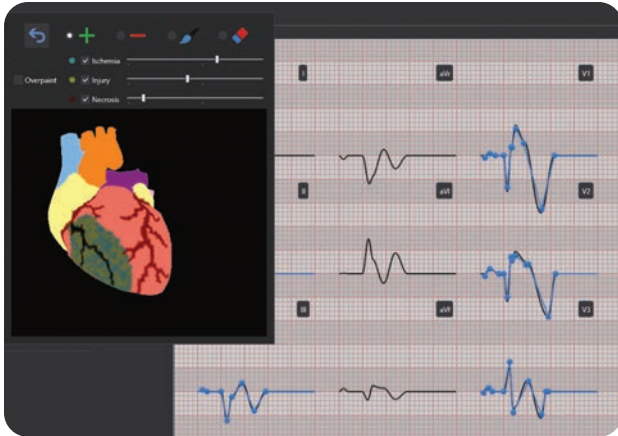 I
aVr
V1
Ischemia
Overpaint
Injury
Necrosis
II
aVl
V2
III
aVf
V3